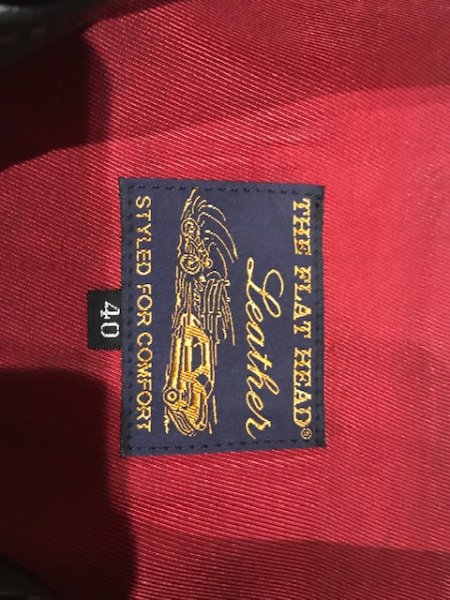 THE FLAT HEAD®
Leather
STYLED FOR COMFORT
40